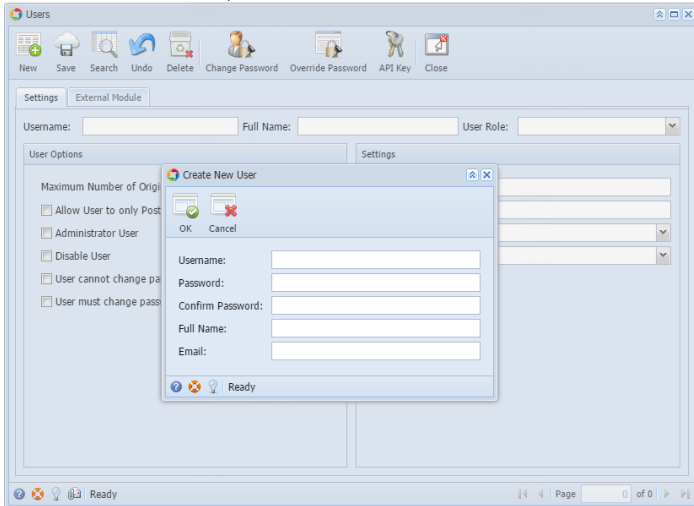 Users
New Save Search Undo Delete Change Password Override Password API Key Close
Settings External Module
Username: Full Name: User Role:
User Options Settings
Create New User
Maximum Number of Origi
OK Cancel
Allow User to only Post
Administrator User
Disable User
User cannot change pa
User must change pass
Username:
Password:
Confirm Password:
Full Name:
Email:
Ready
Ready Page 0 of 0